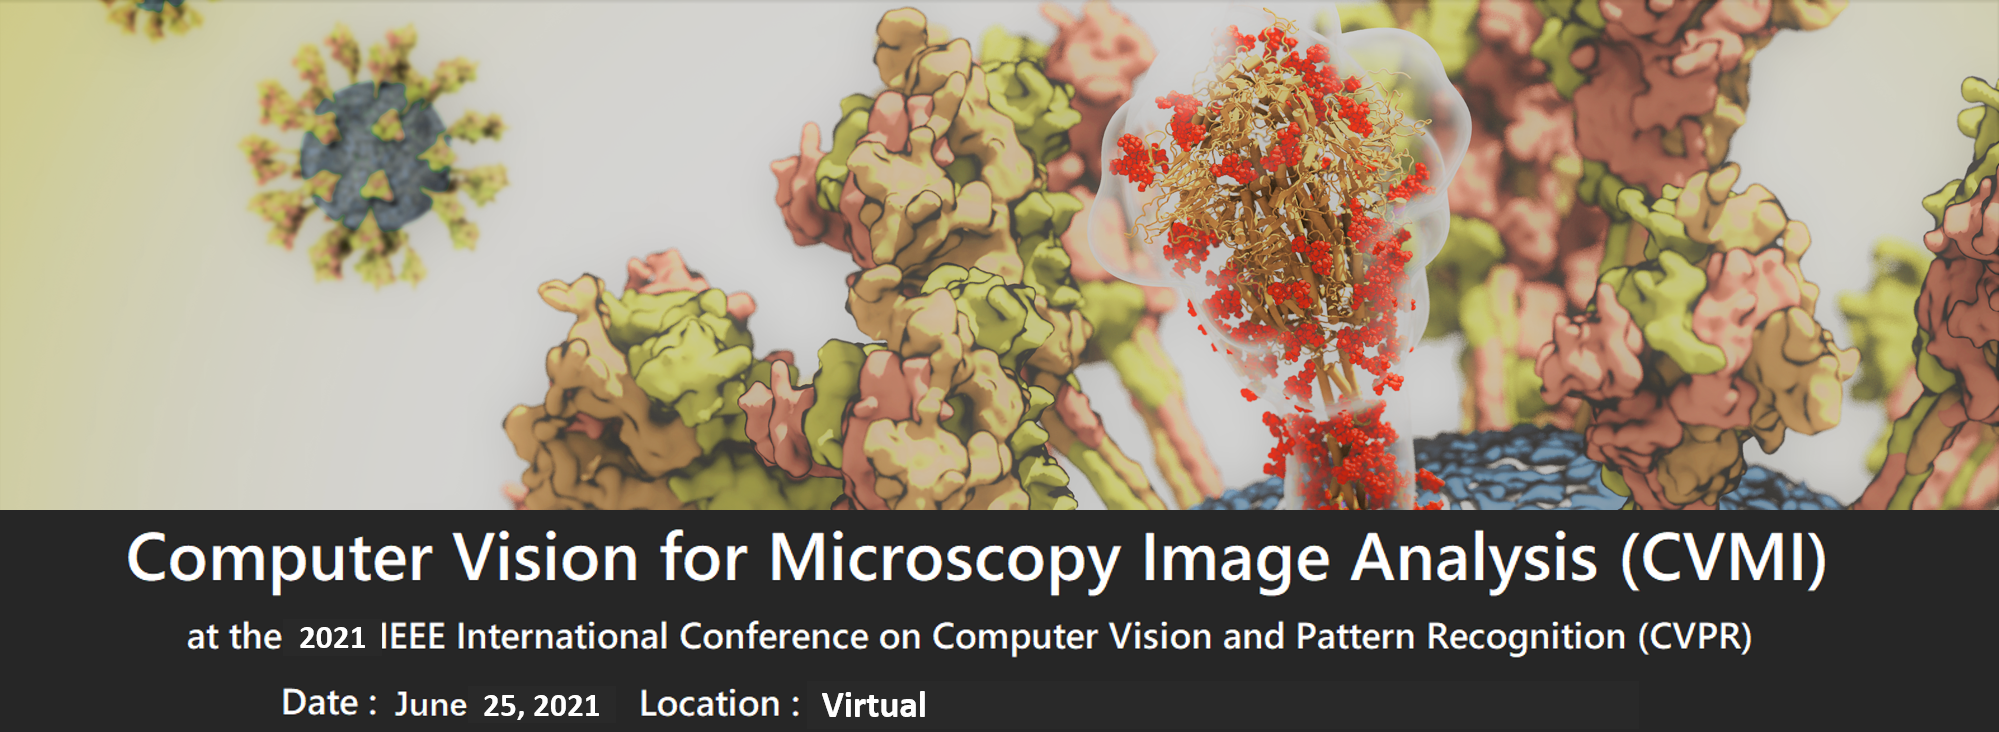 Computer Vision for Microscopy Image Analysis (CVMI)
at the 2021 IEEE International Conference on Computer Vision and Pattern Recognition (CVPR)
Date : June 25, 2021 Location : Virtual